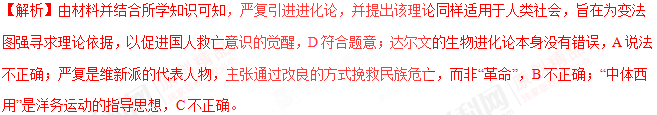 【解析】由材料并结合所学知识可知，严复引进进化论，并提出该理论同样适用于人类社会，旨在为变法
图强寻求理论依据，以促进国人救亡意识的觉醒，D 符合题意；达尔文的生物进化论本身没有错误，A 说法
不正确；严复是维新派的代表人物，主张通过改良的方式挽救民族危亡，而非“革命”，B 不正确；“中体西
用”是洋务运动的指导思想，C 不正确。